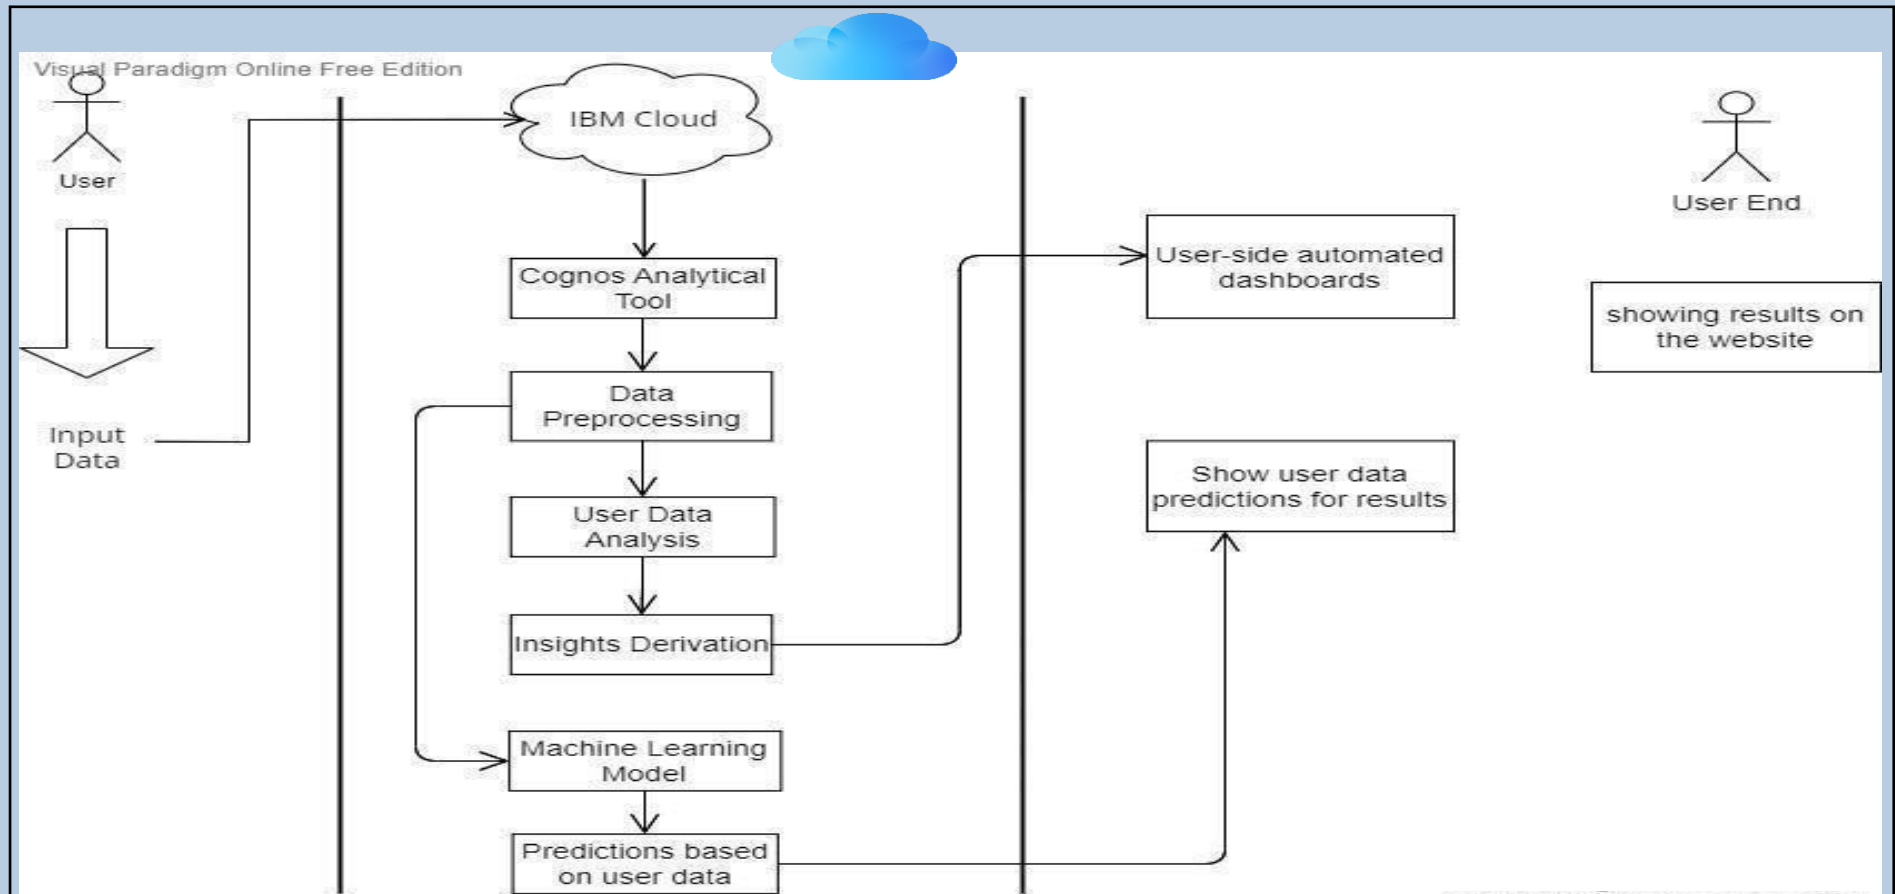 Visual Paradigm Online Free Edition
User
Input
Data
IBM Cloud
Cognos Analytical
Tool
Data
Preprocessing
User Data
Analysis
Insights Derivation
Machine Learning
Model
Predictions based
on user data
User-side automated
dashboards
Show user data
predictions for results
User End
showing results on
the website